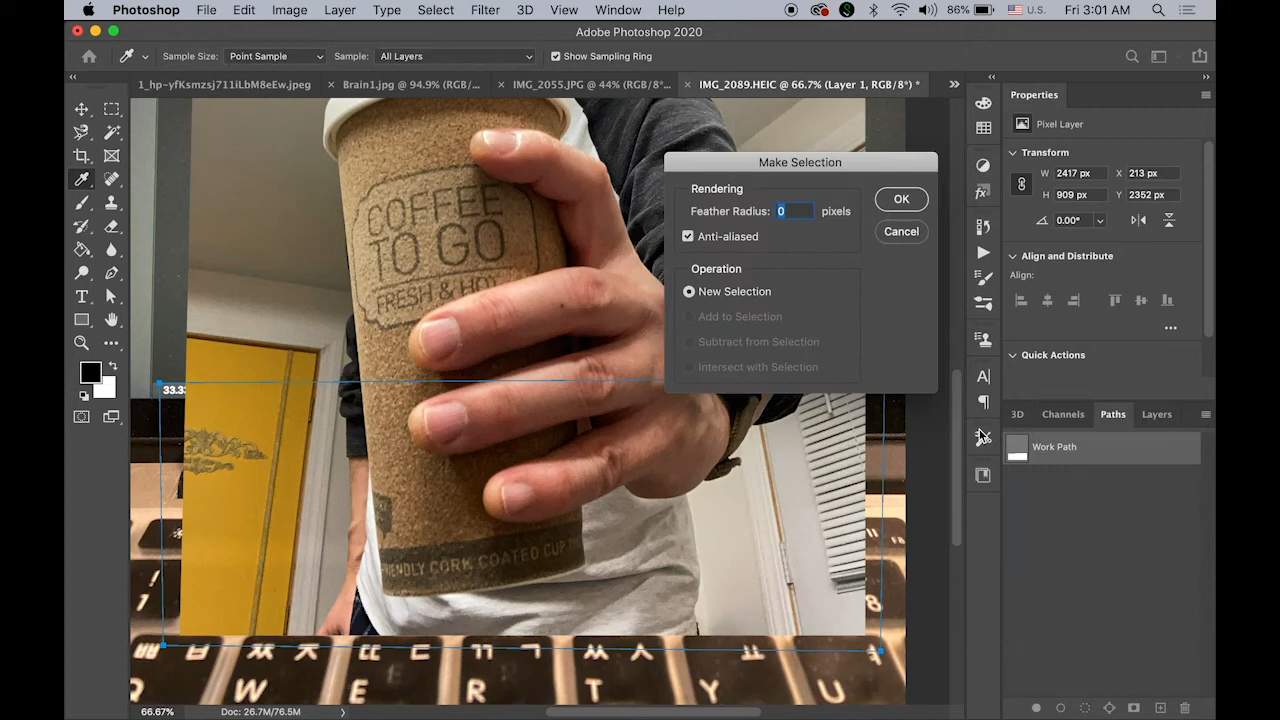 Photoshop File Edit Image Layer Type Select Filter 3D View Window Help 86% U.S. Fri 3:01 AM
Adobe Photoshop 2020
Sample Size: Point Sample Sample: All Layers Show Sampling Ring
1_hp-yfKsmzsj711iLbM8eEw.jpeg × Brain1.jpg @ 94.9% (RGB/... × IMG_2055.JPG @ 44% (RGB/8*... × IMG_2089.HEIC @ 66.7% (Layer 1, RGB/8*) *
Properties
Pixel Layer
Transform
W 2417 px X 213 px
H 909 px Y 2352 px
0.00°
Align and Distribute
Align:
Quick Actions
3D Channels Paths Layers
Work Path
Make Selection
Rendering
Feather Radius: 0 pixels
Anti-aliased
Operation
New Selection
Add to Selection
Subtract from Selection
Intersect with Selection
OK
Cancel
COFFEE
TO GO
FRESH & HO
33.33
RIENDLY CORK COATED CUP
!
1
8
ㅃ ㅂ ㅉ ㅈ ㄸ ㄷ ㄲ ㄱ ㅆ ㅅ ㅛ ㅕ
Q W E R T Y U
66.67% Doc: 26.7M/76.5M